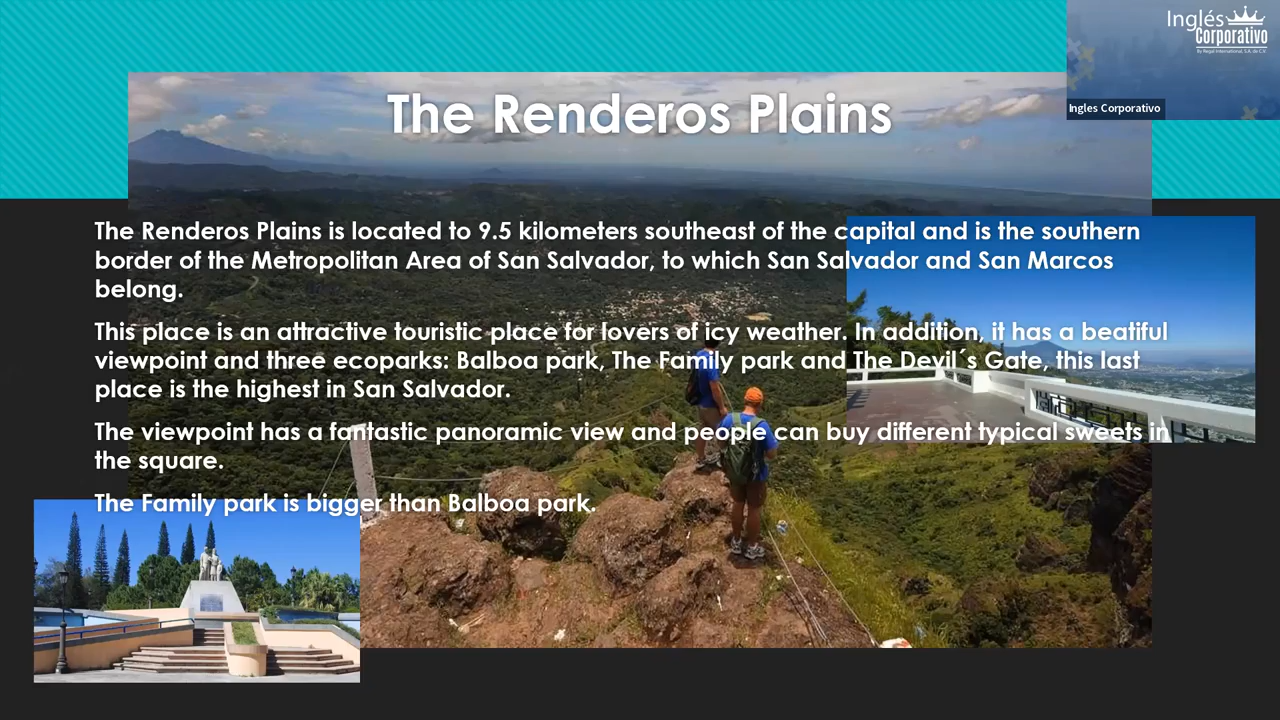 Inglés
Corporativo
By Regal International, S.A. de C.V.
Ingles Corporativo
The Renderos Plains
The Renderos Plains is located to 9.5 kilometers southeast of the capital and is the southern
border of the Metropolitan Area of San Salvador, to which San Salvador and San Marcos
belong.
This place is an attractive touristic place for lovers of icy weather. In addition, it has a beatiful
viewpoint and three ecoparks: Balboa park, The Family park and The Devil´s Gate, this last
place is the highest in San Salvador.
The viewpoint has a fantastic panoramic view and people can buy different typical sweets in
the square.
The Family park is bigger than Balboa park.